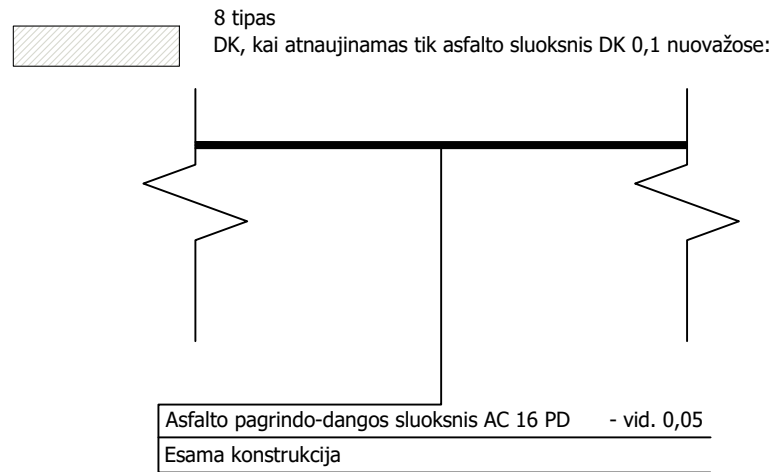 8 tipas
DK, kai atnaujinamas tik asfalto sluoksnis DK 0,1 nuovažose:
Asfalto pagrindo-dangos sluoksnis AC 16 PD - vid. 0,05
Esama konstrukcija